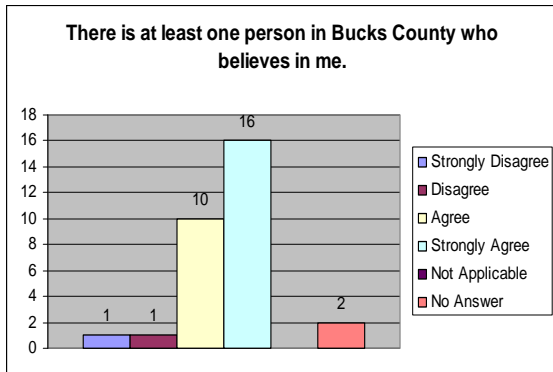 There is at least one person in Bucks County who
believes in me.
18
16
14
12
10
8
6
4
2
0
1
1
10
16
2
Strongly Disagree
Disagree
Agree
Strongly Agree
Not Applicable
No Answer